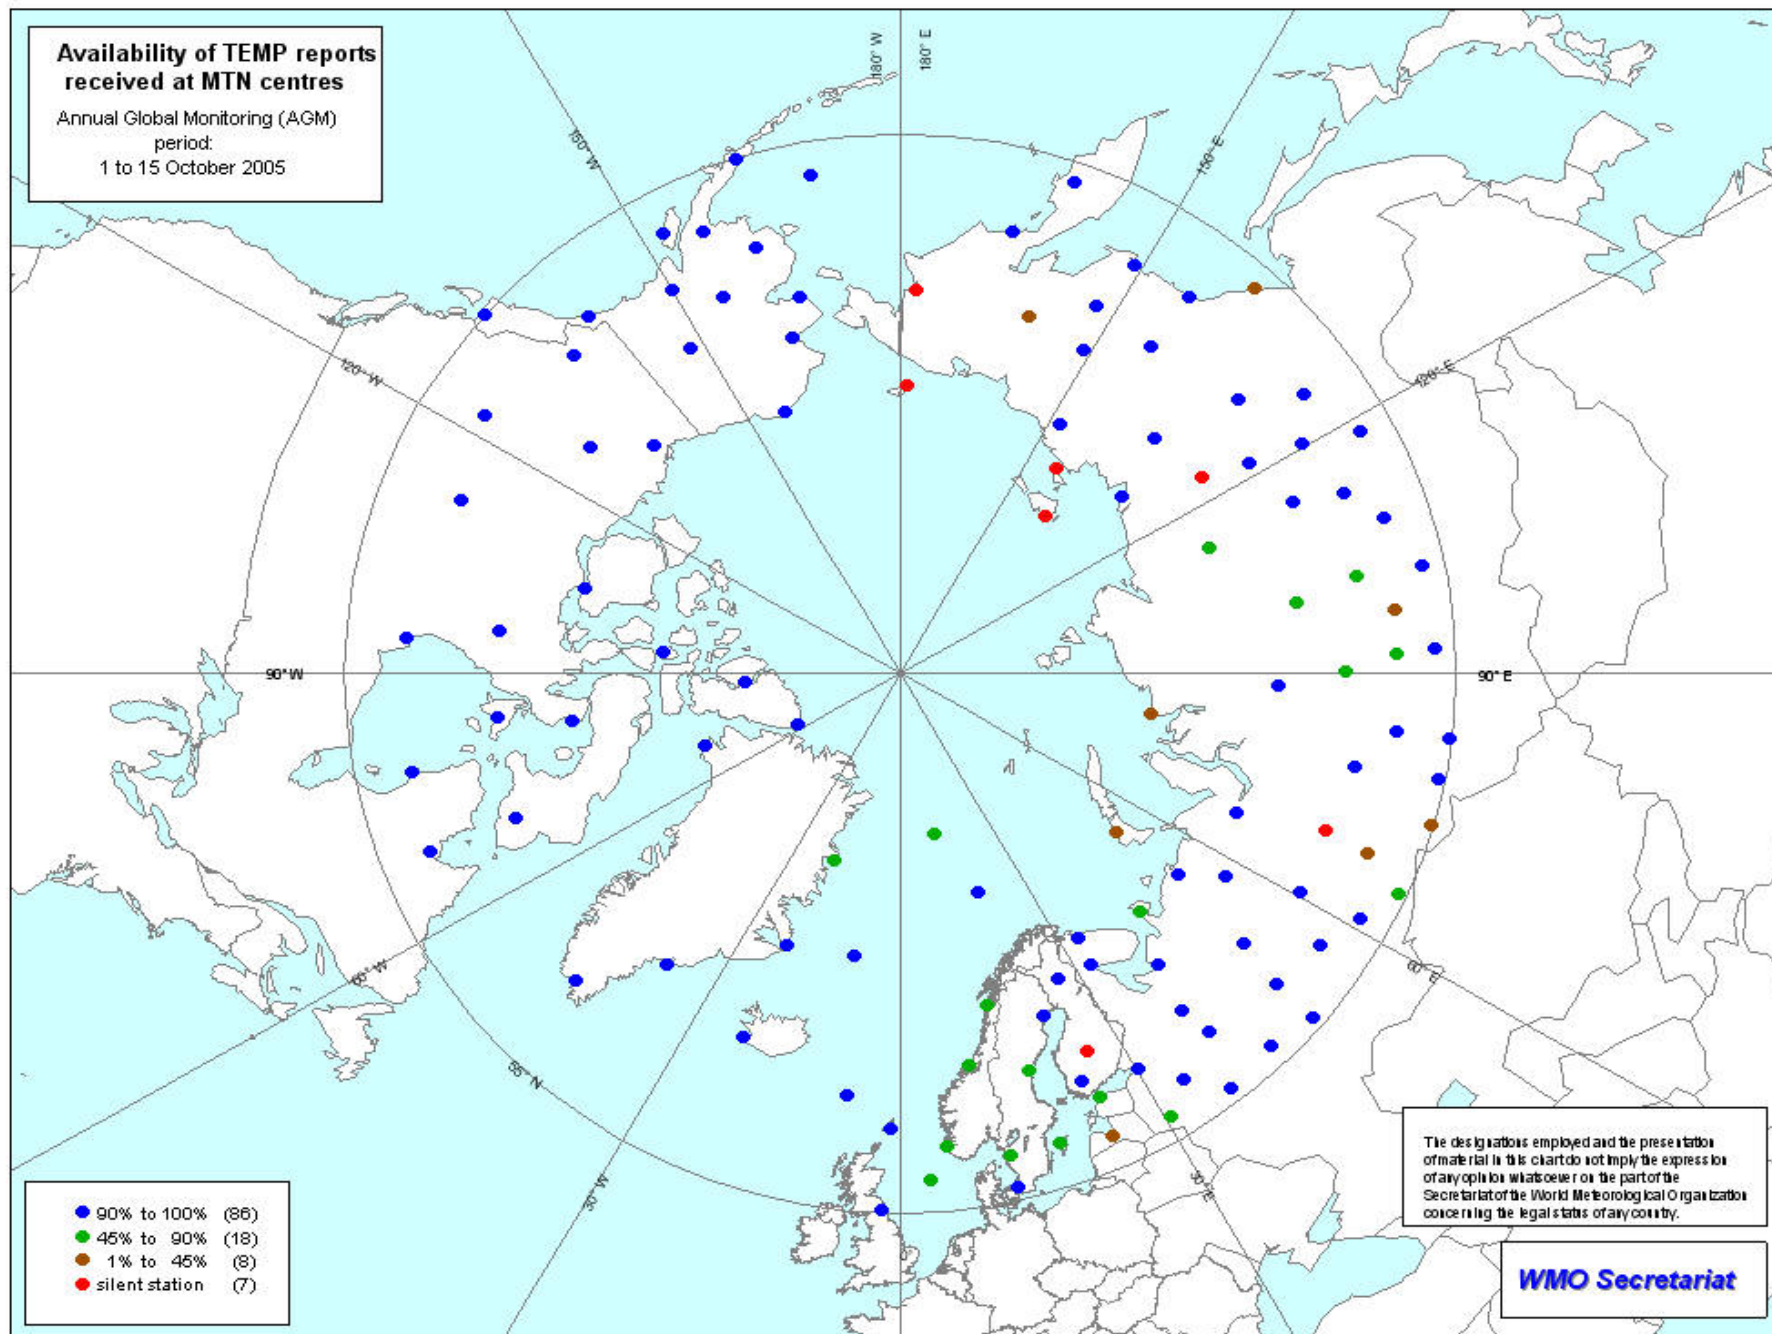 Availability of TEMP reports
received at MTN centres
Annual Global Monitoring (AGM)
period:
1 to 15 October 2005
180° W
180° E
150° W
150° E
120° W
120° E
90° W
90° E
60° W
60° E
65° N
30° W
30° E
90% to 100% (86)
45% to 90% (18)
1% to 45% (8)
silent station (7)
The designations employed and the presentation
of material in this chart do not imply the expression
of any opinion whatsoever on the part of the
Secretariat of the World Meteorological Organization
concerning the legal status of any country.
WMO Secretariat